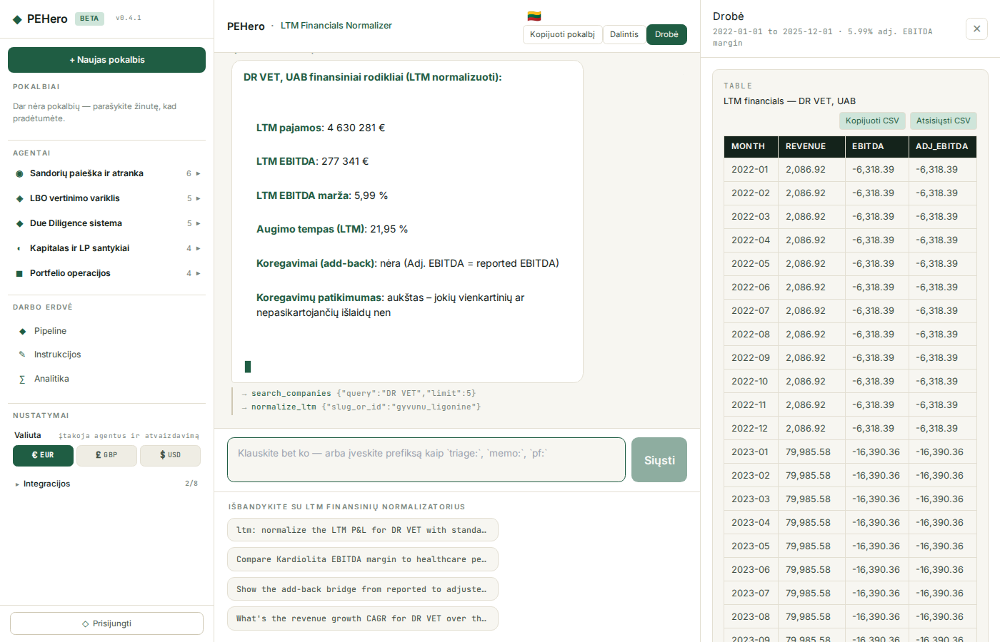 ◆ PEHero BETA v0.4.1
+ Naujas pokalbis
POKALBIAI
Dar nėra pokalbių — parašykite žinutę, kad
pradėtumėte.
AGENTAI
Sandorių paieška ir atranka 6 ▸
LBO vertinimo variklis 5 ▸
Due Diligence sistema 5 ▸
Kapitalas ir LP santykiai 4 ▸
Portfelio operacijos 4 ▸
DARBO ERDVĖ
Pipeline
Instrukcijos
∑ Analitika
NUSTATYMAI
Valiuta įtakoja agentus ir atvaizdavimą
€ EUR £ GBP $ USD
▸ Integracijos 2/8
◇ Prisijungti
PEHero · LTM Financials Normalizer
Kopijuoti pokalbį Dalintis Drobė
DR VET, UAB finansiniai rodikliai (LTM normalizuoti):
LTM pajamos: 4 630 281 €
LTM EBITDA: 277 341 €
LTM EBITDA marža: 5,99 %
Augimo tempas (LTM): 21,95 %
Koregavimai (add-back): nėra (Adj. EBITDA = reported EBITDA)
Koregavimų patikimumas: aukštas – jokių vienkartinių ar
nepasikartojančių išlaidų nen
→ search_companies {"query":"DR VET","limit":5}
→ normalize_ltm {"slug_or_id":"gyvunu_ligonine"}
Klauskite bet ko — arba įveskite prefiksą kaip `triage:`, `memo:`, `pf:`
Siųsti
IŠBANDYKITE SU LTM FINANSINIŲ NORMALIZATORIUS
ltm: normalize the LTM P&L for DR VET with standa…
Compare Kardiolita EBITDA margin to healthcare pe…
Show the add-back bridge from reported to adjuste…
What's the revenue growth CAGR for DR VET over th…
Drobė
2022-01-01 to 2025-12-01 · 5.99% adj. EBITDA
margin
✕
TABLE
LTM financials — DR VET, UAB
Kopijuoti CSV Atsisiųsti CSV
MONTH REVENUE EBITDA ADJ_EBITDA
2022-01 2,086.92 -6,318.39 -6,318.39
2022-02 2,086.92 -6,318.39 -6,318.39
2022-03 2,086.92 -6,318.39 -6,318.39
2022-04 2,086.92 -6,318.39 -6,318.39
2022-05 2,086.92 -6,318.39 -6,318.39
2022-06 2,086.92 -6,318.39 -6,318.39
2022-07 2,086.92 -6,318.39 -6,318.39
2022-08 2,086.92 -6,318.39 -6,318.39
2022-09 2,086.92 -6,318.39 -6,318.39
2022-10 2,086.92 -6,318.39 -6,318.39
2022-11 2,086.92 -6,318.39 -6,318.39
2022-12 2,086.92 -6,318.39 -6,318.39
2023-01 79,985.58 -16,390.36 -16,390.36
2023-02 79,985.58 -16,390.36 -16,390.36
2023-03 79,985.58 -16,390.36 -16,390.36
2023-04 79,985.58 -16,390.36 -16,390.36
2023-05 79,985.58 -16,390.36 -16,390.36
2023-06 79,985.58 -16,390.36 -16,390.36
2023-07 79,985.58 -16,390.36 -16,390.36
2023-08 79,985.58 -16,390.36 -16,390.36
2023-09 79,985.58 -16,390.36 -16,390.36